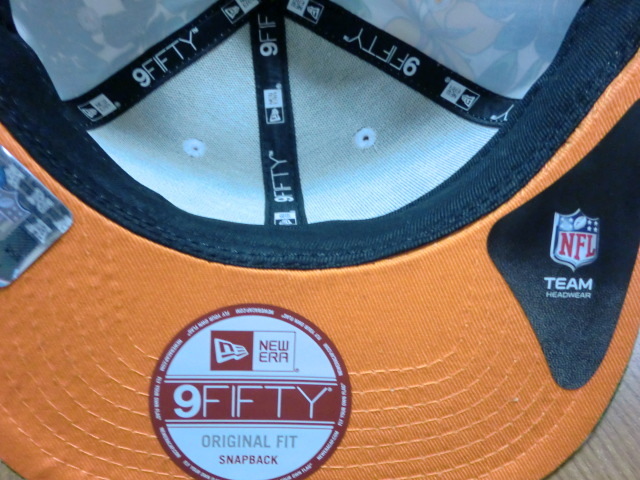 9FIFTY
9FIFTY
9FIFTY
9FIFTY
NFL
TEAM
HEADWEAR
NEW
ERA
9FIFTY
ORIGINAL FIT
SNAPBACK